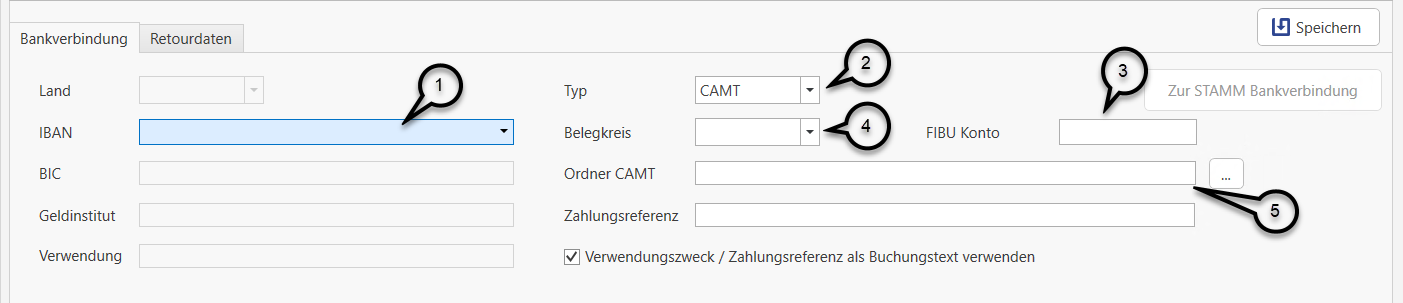 Bankverbindung Retourdaten Speichern
Land 1 Typ CAMT 2 3 Zur STAMM Bankverbindung
IBAN Belegkreis 4 FIBU Konto
BIC Ordner CAMT ...
Geldinstitut Zahlungsreferenz 5
Verwendung Verwendungszweck / Zahlungsreferenz als Buchungstext verwenden